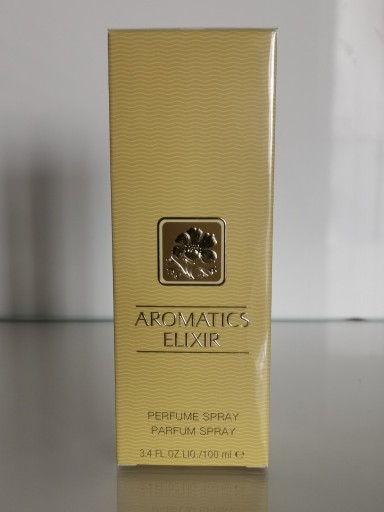 AROMATICS
ELIXIR
PERFUME SPRAY
PARFUM SPRAY
3.4 FL.OZ.LIQ./100 ml ℮